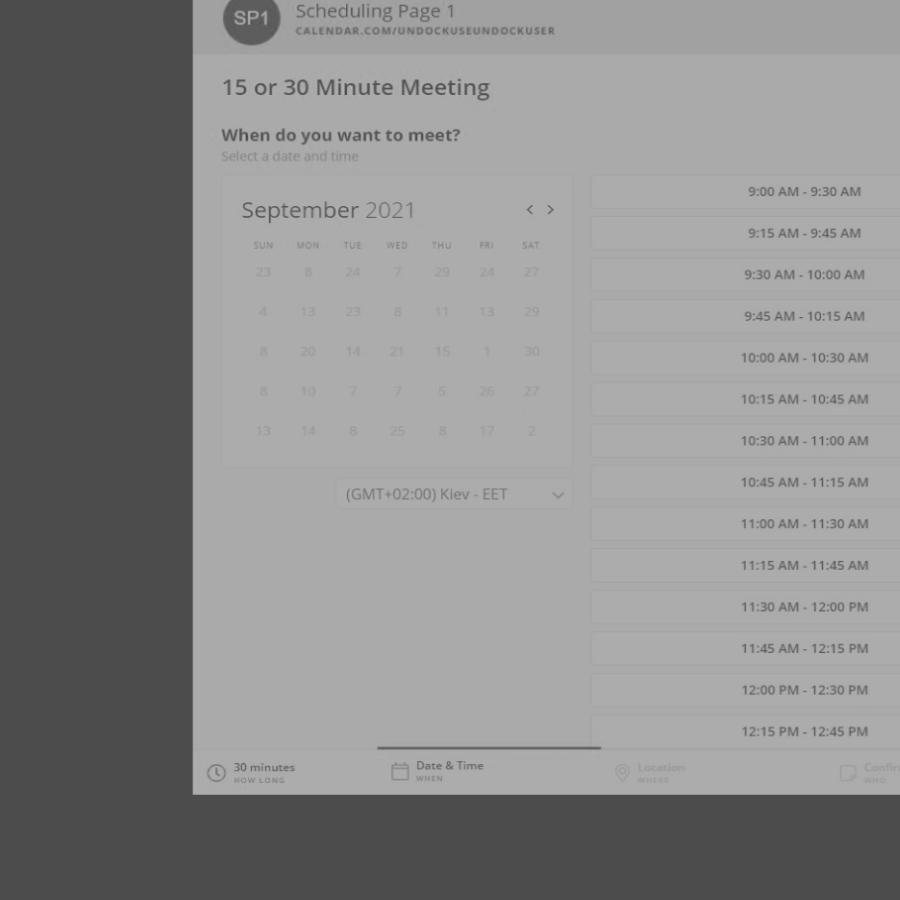 SP1
Scheduling Page 1
CALENDAR.COM/UNDOCKUSEUNDOCKUSER
15 or 30 Minute Meeting
When do you want to meet?
Select a date and time
September 2021
< >
SUN MON TUE WED THU FRI SAT
23 8 24 7 29 24 27
4 13 23 8 11 13 29
8 20 14 21 15 1 30
8 10 7 7 5 26 27
13 14 8 25 8 17 2
(GMT+02:00) Kiev - EET
9:00 AM - 9:30 AM
9:15 AM - 9:45 AM
9:30 AM - 10:00 AM
9:45 AM - 10:15 AM
10:00 AM - 10:30 AM
10:15 AM - 10:45 AM
10:30 AM - 11:00 AM
10:45 AM - 11:15 AM
11:00 AM - 11:30 AM
11:15 AM - 11:45 AM
11:30 AM - 12:00 PM
11:45 AM - 12:15 PM
12:00 PM - 12:30 PM
12:15 PM - 12:45 PM
30 minutes
HOW LONG
Date & Time
WHEN
Location
WHERE
Confir
WHO